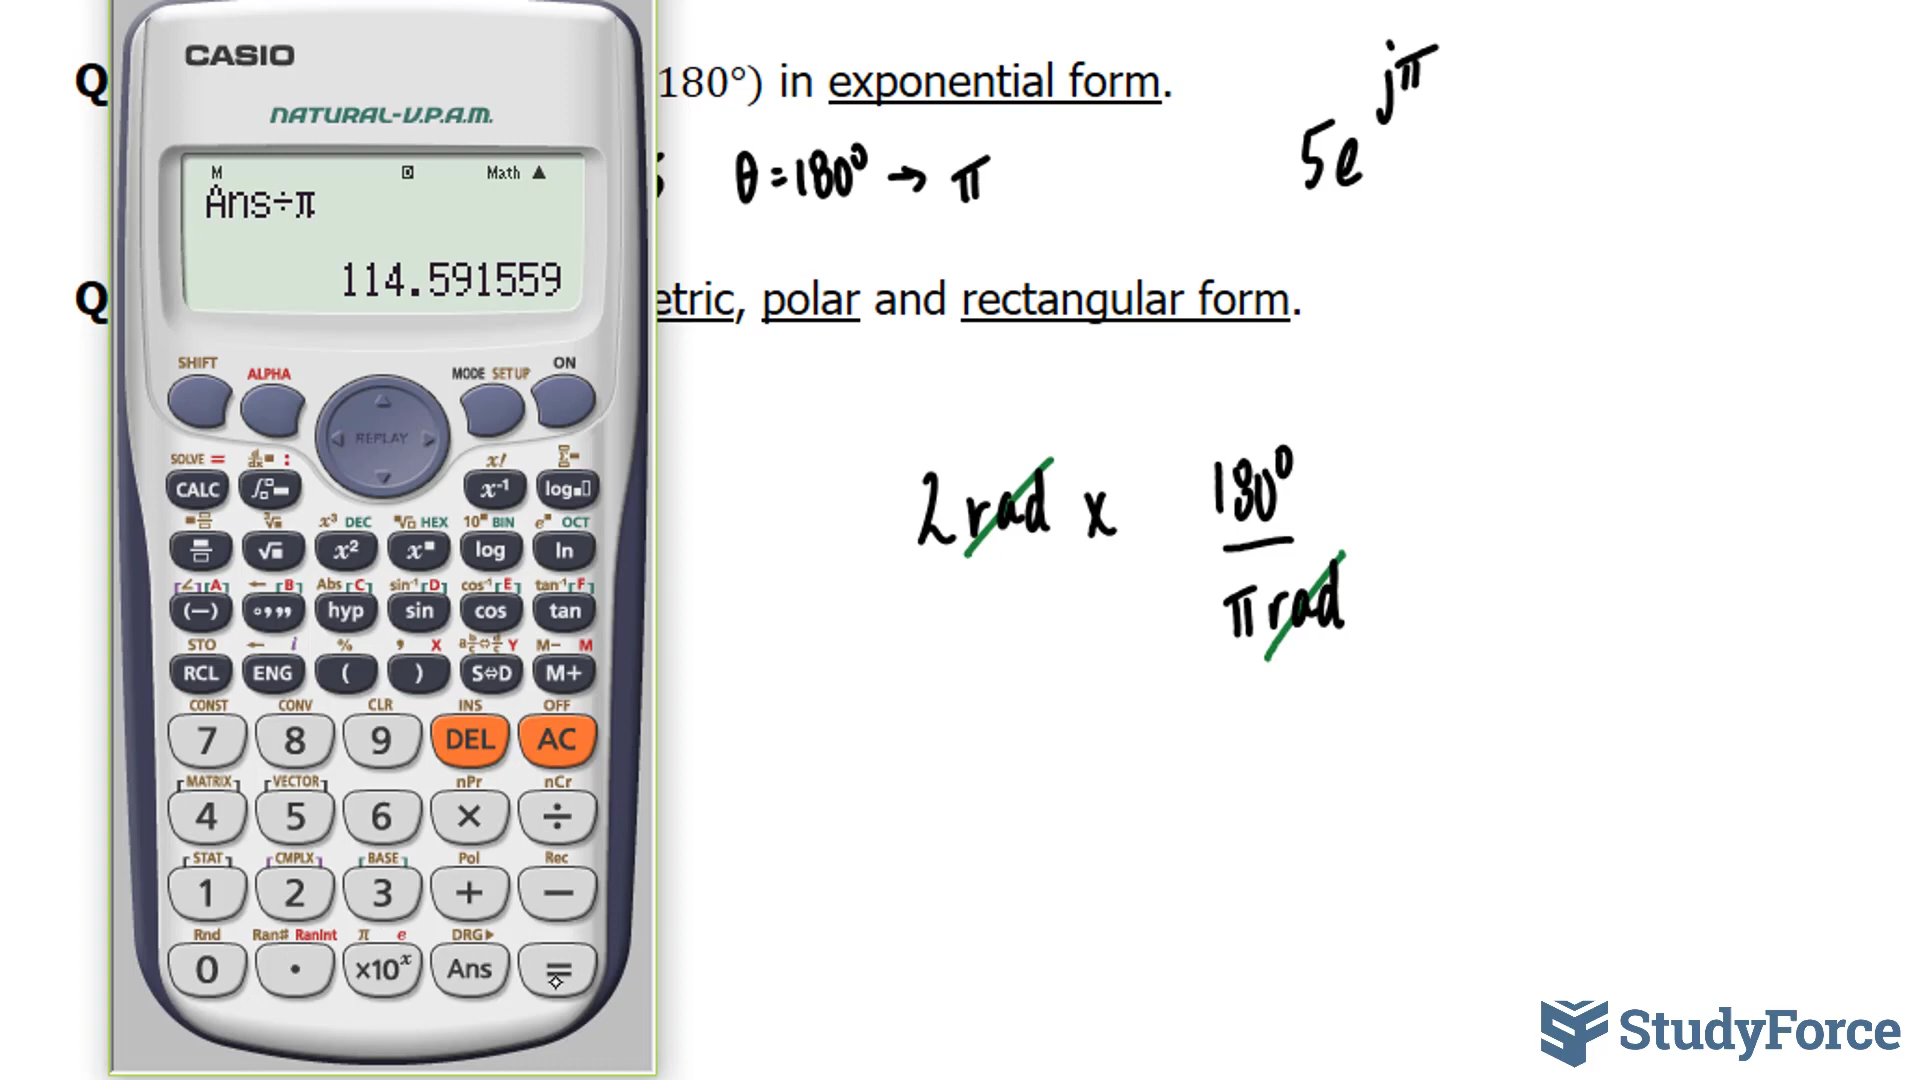 Q 180°) in exponential form.
θ = 180° → π
5e^jπ
Q etric, polar and rectangular form.
2 rad x 180° / π rad
CASIO
NATURAL-V.P.A.M.
M D Math ▲
Ans÷π
114.591559
SHIFT ALPHA MODE SETUP ON
REPLAY
SOLVE = d/dx : x! Σ
CALC ∫ x⁻¹ log
x³ DEC HEX 10 BIN e OCT
√ x² x log ln
∠ A ← B Abs C sin⁻¹ D cos⁻¹ E tan⁻¹ F
(−) °,,, hyp sin cos tan
STO ← i % , X Y M− M
RCL ENG ( ) S⇔D M+
CONST CONV CLR INS OFF
7 8 9 DEL AC
MATRIX VECTOR nPr nCr
4 5 6 × ÷
STAT CMPLX BASE Pol Rec
1 2 3 + −
Rnd Ran# RanInt π e DRG▶
0 • ×10ˣ Ans =
StudyForce